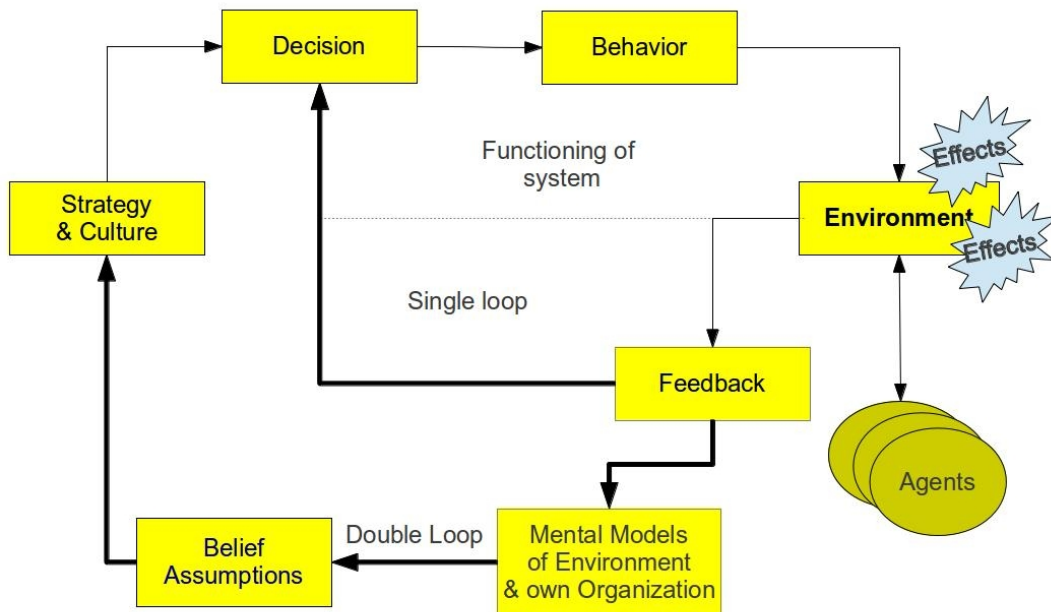 Decision
Behavior
Effects
Functioning of
system
Strategy
& Culture
Environment
Effects
Single loop
Feedback
Agents
Double Loop
Belief
Assumptions
Mental Models
of Environment
& own Organization